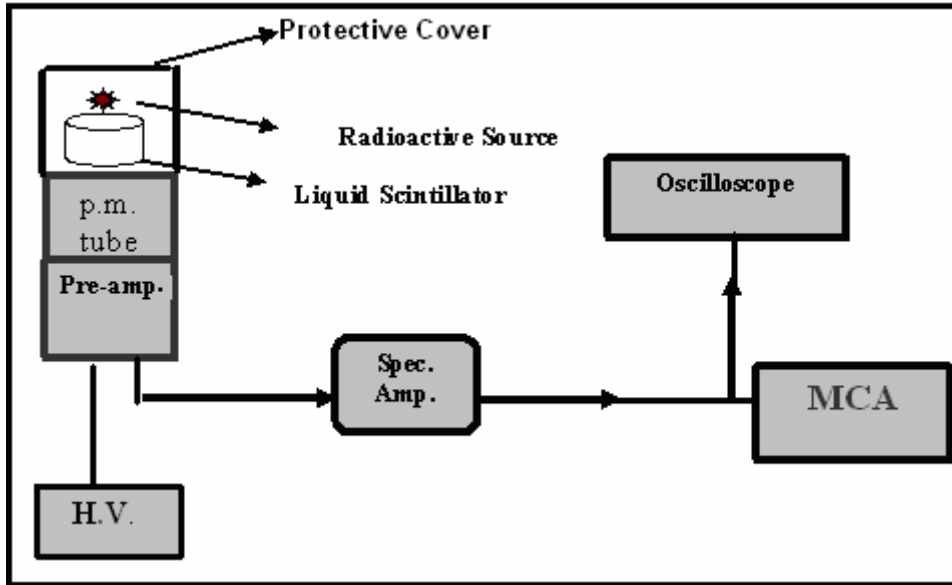 Protective Cover
Radioactive Source
Liquid Scintillator
p.m.
tube
Pre-amp.
Oscilloscope
Spec.
Amp.
MCA
H.V.